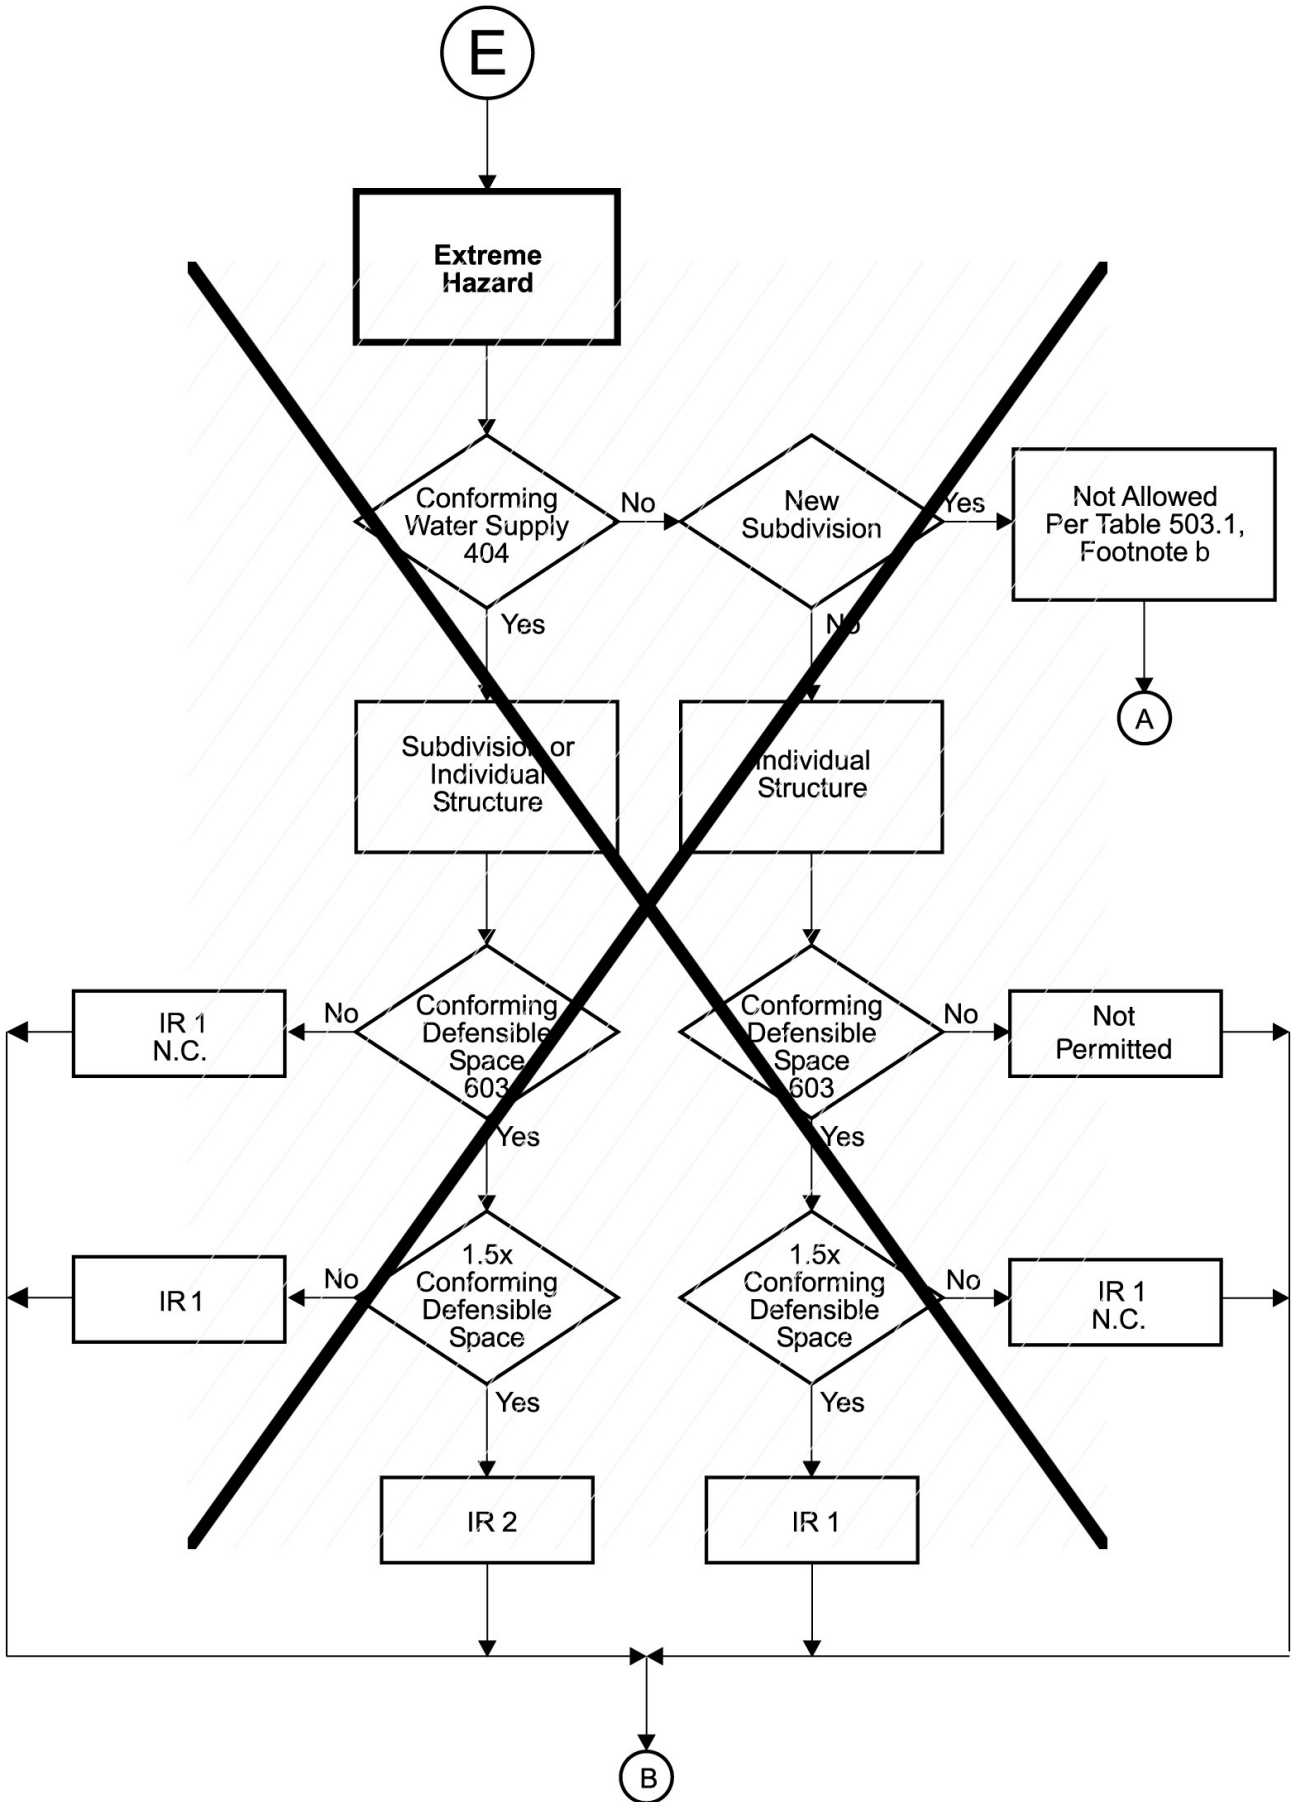 E
Extreme
Hazard
Conforming
Water Supply
404
No
New
Subdivision
Yes
Not Allowed
Per Table 503.1,
Footnote b
Yes
No
A
Subdivision or
Individual
Structure
Individual
Structure
IR 1
N.C.
No
Conforming
Defensible
Space
603
Conforming
Defensible
Space
603
No
Not
Permitted
Yes
Yes
IR 1
No
1.5x
Conforming
Defensible
Space
1.5x
Conforming
Defensible
Space
No
IR 1
N.C.
Yes
Yes
IR 2
IR 1
B